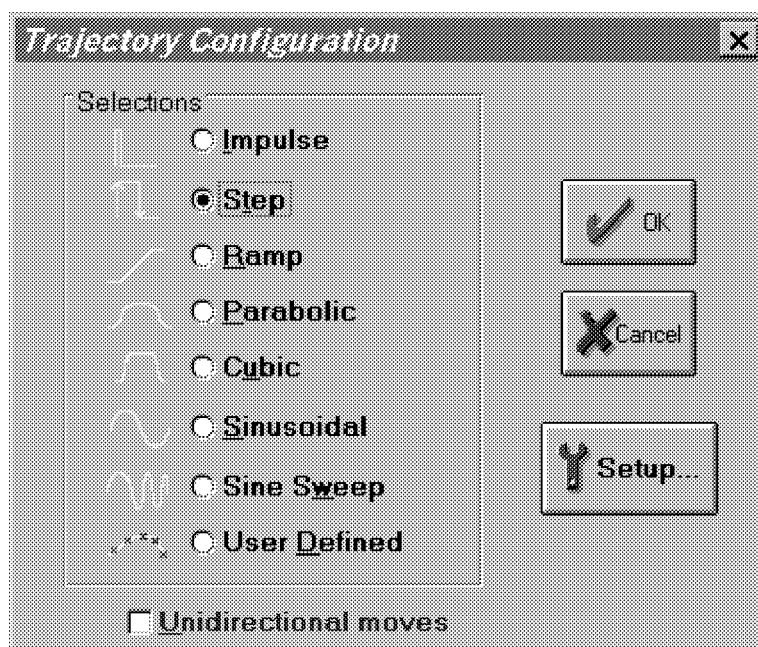 Trajectory Configuration
Selections
Impulse
Step
Ramp
Parabolic
Cubic
Sinusoidal
Sine Sweep
User Defined
OK
Cancel
Setup...
Unidirectional moves